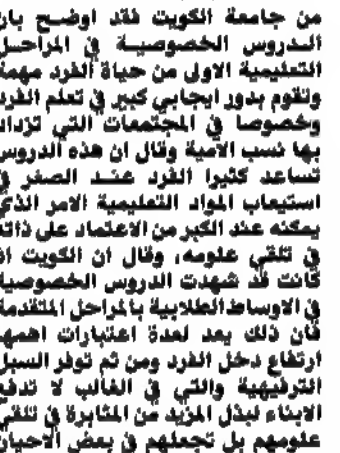 من جامعة الكويت فقد اوضح بان
الدروس الخصوصية في المراحل
التعليمية الاولى من حياة الفرد مهمة
وتقوم بدور ايجابي كبير في تعلم الفرد
وخصوصا في المجتمعات التي تزداد
بها نسب الامية وقال ان هذه الدروس
تساعد كثيرا الفرد عند الصغر في
استيعاب المواد التعليمية الامر الذي
يمكنه عند الكبر من الاعتماد على ذاته
في تلقي علومه، وقال ان الكويت اذ
كانت قد شهدت الدروس الخصوصية
في الاوساط الطلابية بالمراحل المتقدمة
فان ذلك يعد لعدة اعتبارات اهمها
ارتفاع دخل الفرد ومن ثم توفر السبل
الترفيهية والتي في الغالب لا تدفع
الابناء لبذل المزيد من المثابرة في تلقي
علومهم بل تجعلهم في بعض الاحيان